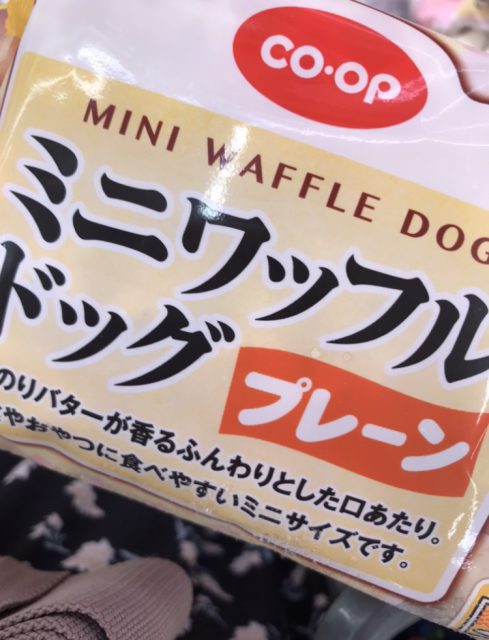 CO·OP
MINI WAFFLE DOG
ミニワッフル
ドッグ
プレーン
のりバターが香るふんわりとした口あたり。
やおやつに食べやすいミニサイズです。